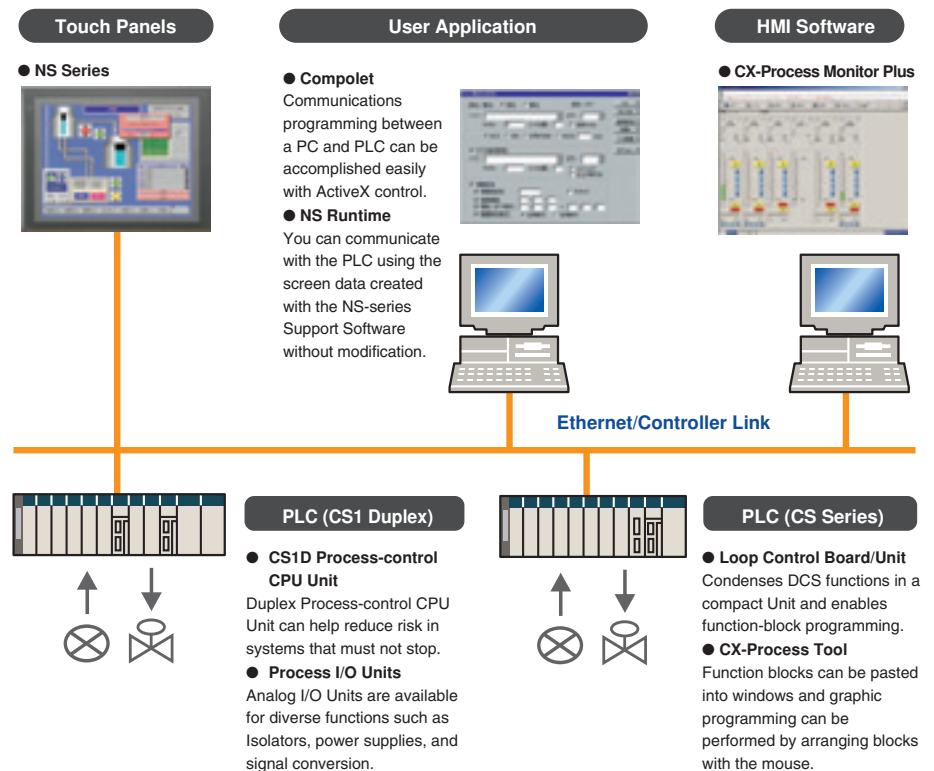 Touch Panels
User Application
HMI Software
● NS Series
● Compolet
Communications
programming between
a PC and PLC can be
accomplished easily
with ActiveX control.
● NS Runtime
You can communicate
with the PLC using the
screen data created
with the NS-series
Support Software
without modification.
● CX-Process Monitor Plus
Ethernet/Controller Link
PLC (CS1 Duplex)
● CS1D Process-control
CPU Unit
Duplex Process-control CPU
Unit can help reduce risk in
systems that must not stop.
● Process I/O Units
Analog I/O Units are available
for diverse functions such as
Isolators, power supplies, and
signal conversion.
PLC (CS Series)
● Loop Control Board/Unit
Condenses DCS functions in a
compact Unit and enables
function-block programming.
● CX-Process Tool
Function blocks can be pasted
into windows and graphic
programming can be
performed by arranging blocks
with the mouse.